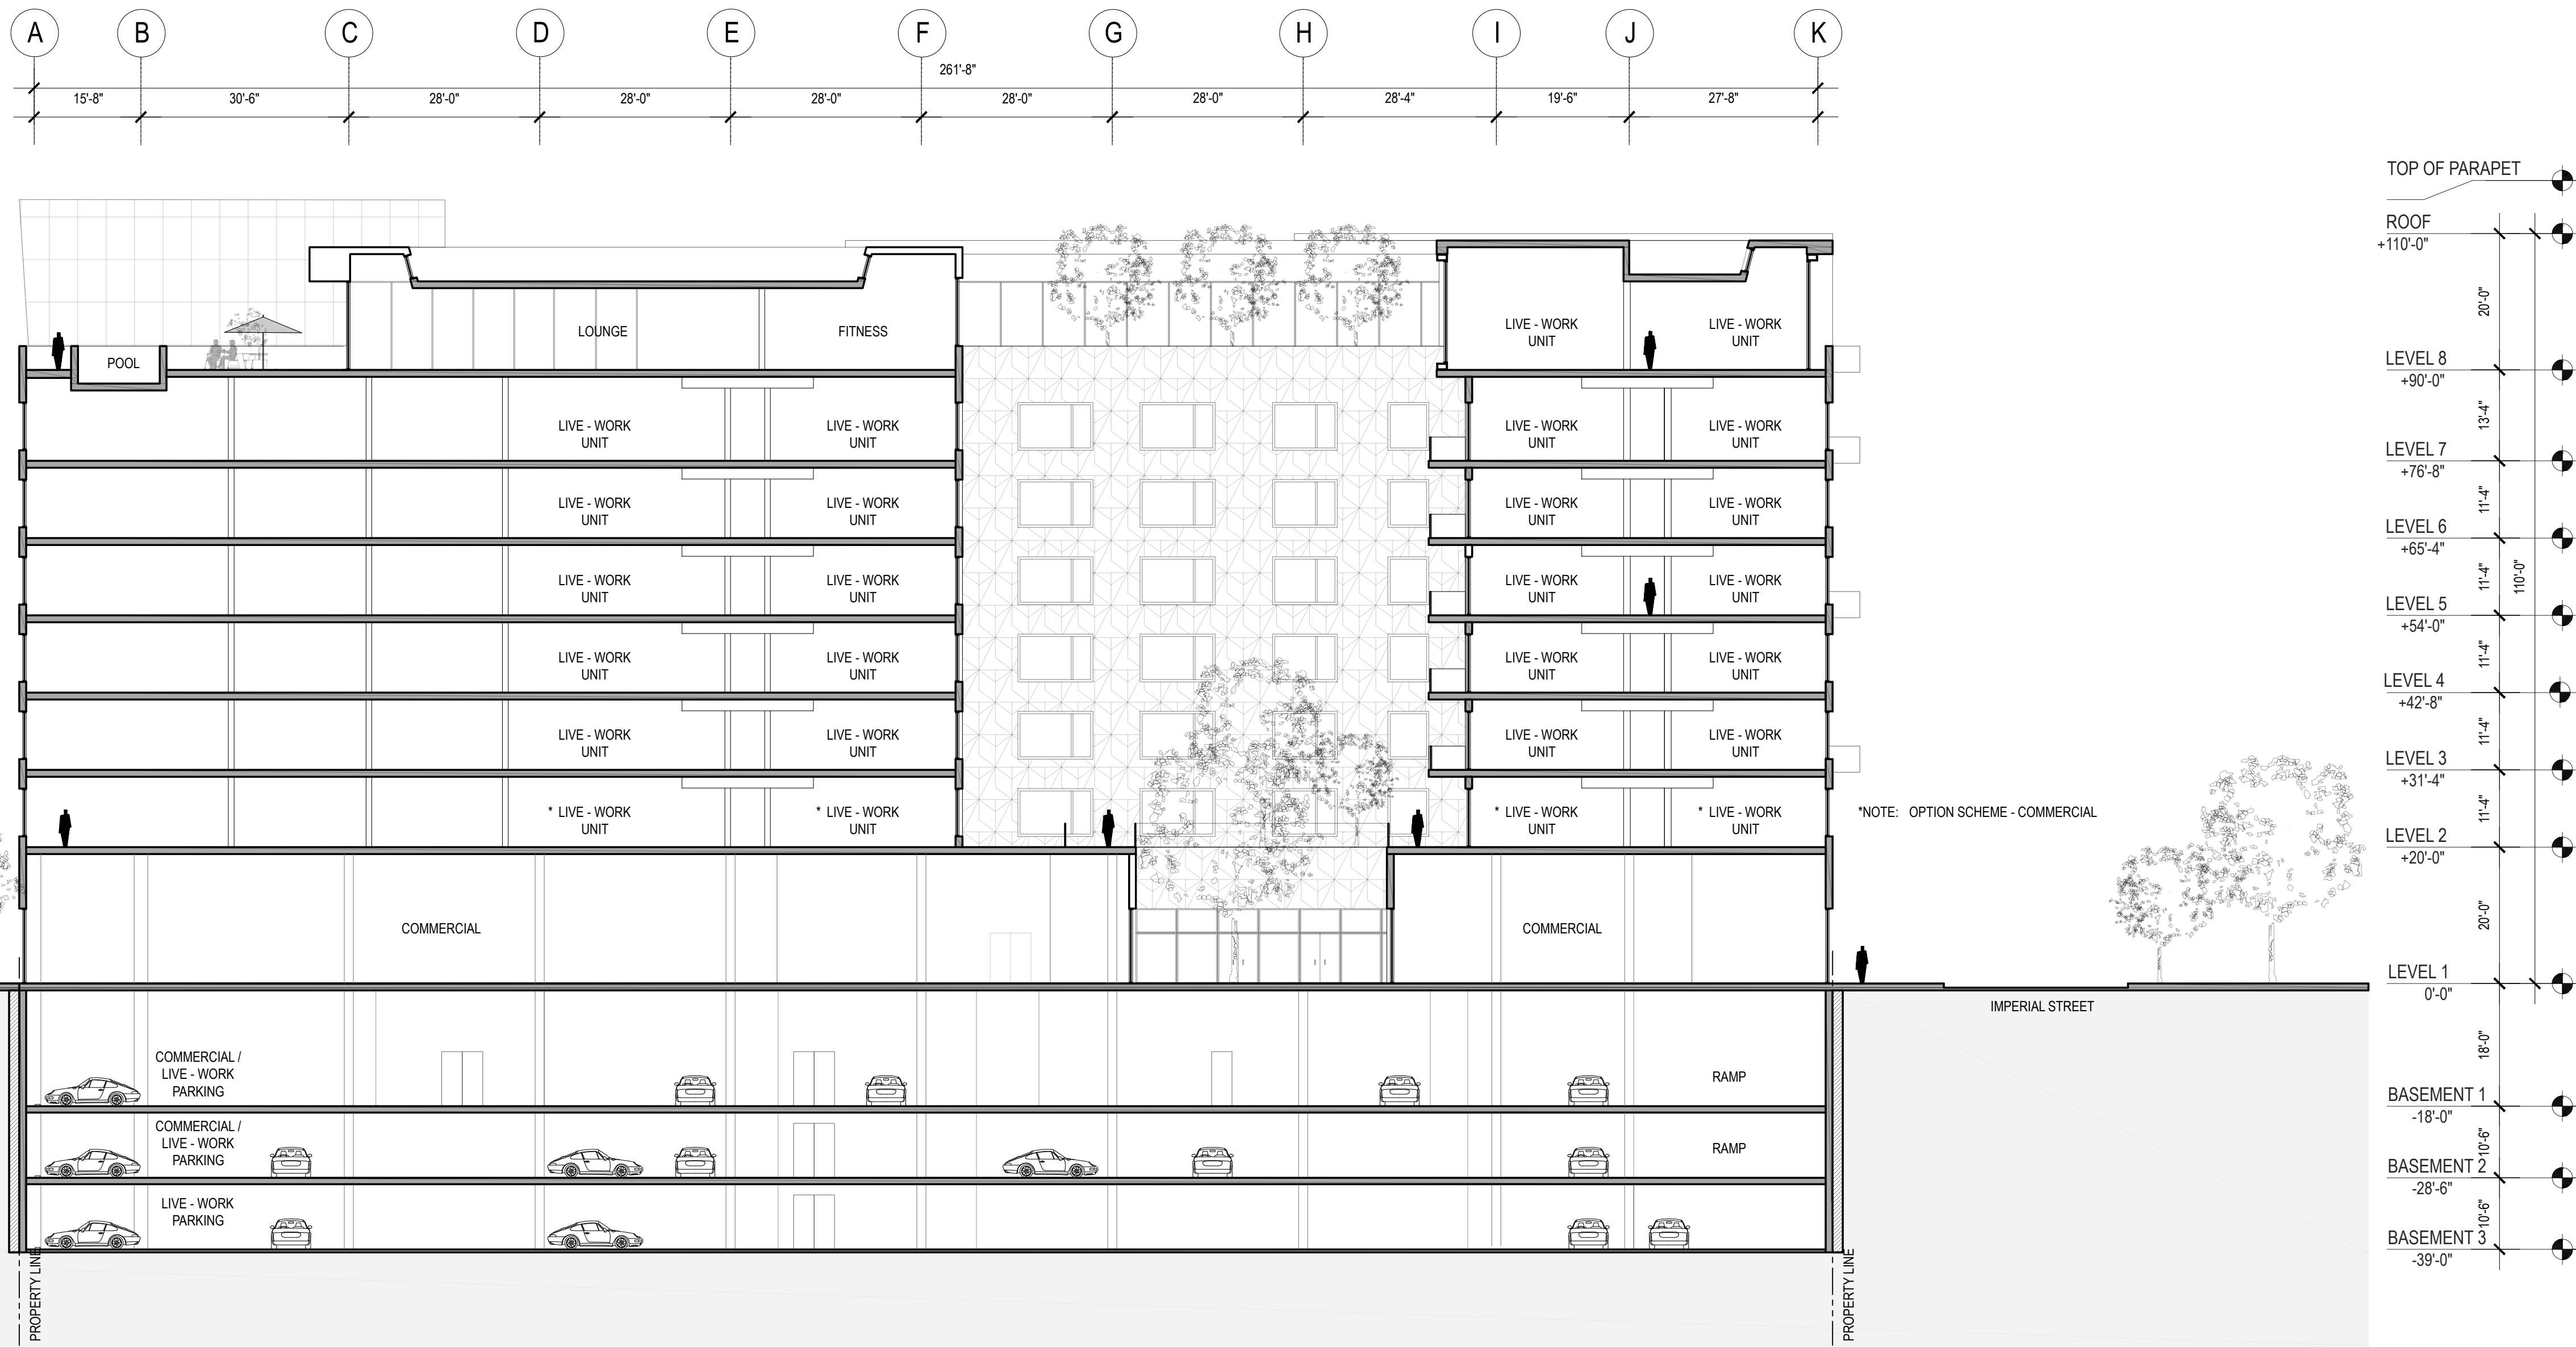 A B C D E F G H I J K
261'-8"
15'-8" 30'-6" 28'-0" 28'-0" 28'-0" 28'-0" 28'-0" 28'-4" 19'-6" 27'-8"
TOP OF PARAPET
ROOF
+110'-0"
20'-0"
LOUNGE
FITNESS
LIVE - WORK
UNIT
LIVE - WORK
UNIT
POOL
LEVEL 8
+90'-0"
13'-4"
LIVE - WORK
UNIT
LIVE - WORK
UNIT
LIVE - WORK
UNIT
LIVE - WORK
UNIT
LEVEL 7
+76'-8"
11'-4"
LIVE - WORK
UNIT
LIVE - WORK
UNIT
LIVE - WORK
UNIT
LIVE - WORK
UNIT
LEVEL 6
+65'-4"
11'-4"
110'-0"
LIVE - WORK
UNIT
LIVE - WORK
UNIT
LIVE - WORK
UNIT
LIVE - WORK
UNIT
LEVEL 5
+54'-0"
11'-4"
LIVE - WORK
UNIT
LIVE - WORK
UNIT
LIVE - WORK
UNIT
LIVE - WORK
UNIT
LEVEL 4
+42'-8"
11'-4"
LIVE - WORK
UNIT
LIVE - WORK
UNIT
LIVE - WORK
UNIT
LIVE - WORK
UNIT
LEVEL 3
+31'-4"
11'-4"
* LIVE - WORK
UNIT
* LIVE - WORK
UNIT
* LIVE - WORK
UNIT
* LIVE - WORK
UNIT
*NOTE: OPTION SCHEME - COMMERCIAL
LEVEL 2
+20'-0"
20'-0"
COMMERCIAL
COMMERCIAL
LEVEL 1
0'-0"
IMPERIAL STREET
18'-0"
COMMERCIAL /
LIVE - WORK
PARKING
RAMP
BASEMENT 1
-18'-0"
10'-6"
COMMERCIAL /
LIVE - WORK
PARKING
RAMP
BASEMENT 2
-28'-6"
10'-6"
LIVE - WORK
PARKING
BASEMENT 3
-39'-0"
PROPERTY LINE
PROPERTY LINE